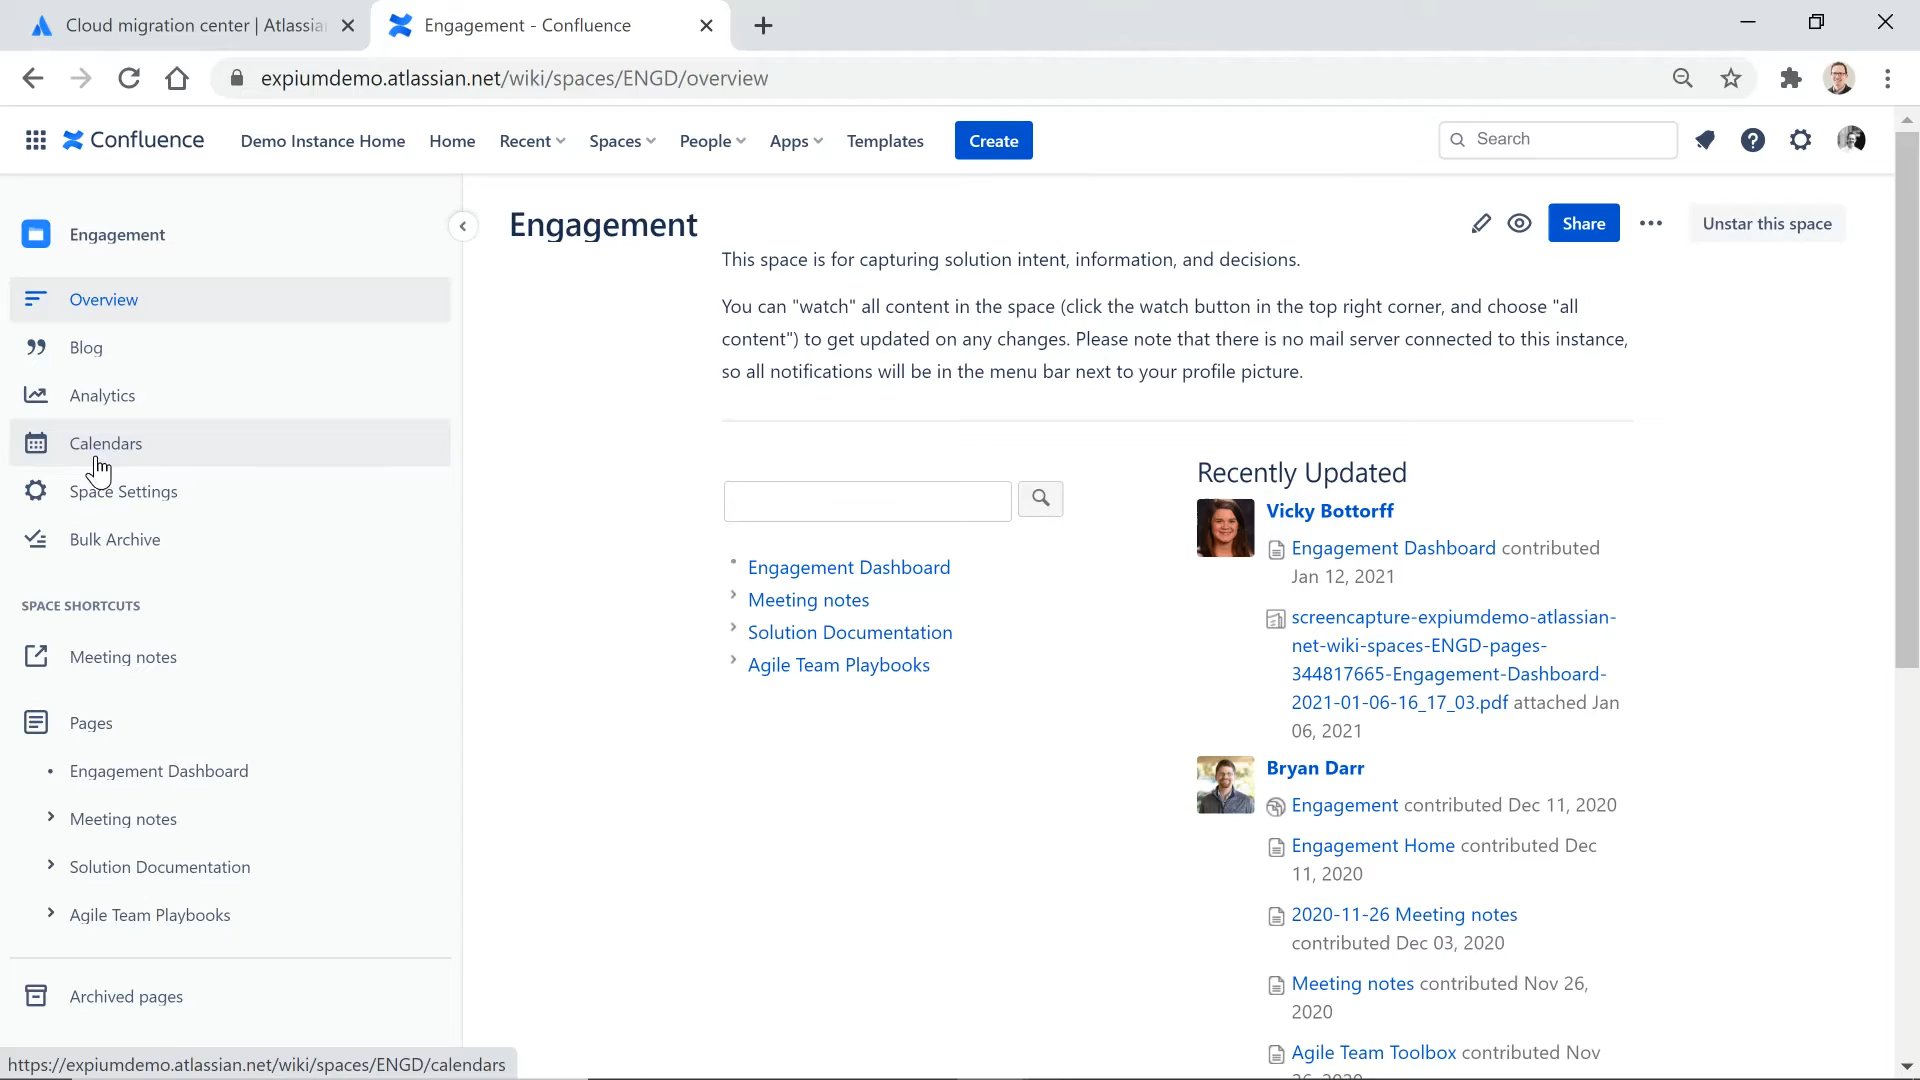 Cloud migration center | Atlassia
Engagement - Confluence
expiumdemo.atlassian.net/wiki/spaces/ENGD/overview
Confluence
Demo Instance Home
Home
Recent
Spaces
People
Apps
Templates
Create
Search
Engagement
Overview
Blog
Analytics
Calendars
Space Settings
Bulk Archive
SPACE SHORTCUTS
Meeting notes
Pages
Engagement Dashboard
Meeting notes
Solution Documentation
Agile Team Playbooks
Archived pages
https://expiumdemo.atlassian.net/wiki/spaces/ENGD/calendars
Engagement
Share
Unstar this space
This space is for capturing solution intent, information, and decisions.
You can "watch" all content in the space (click the watch button in the top right corner, and choose "all
content") to get updated on any changes. Please note that there is no mail server connected to this instance,
so all notifications will be in the menu bar next to your profile picture.
Engagement Dashboard
Meeting notes
Solution Documentation
Agile Team Playbooks
Recently Updated
Vicky Bottorff
Engagement Dashboard contributed
Jan 12, 2021
screencapture-expiumdemo-atlassian-
net-wiki-spaces-ENGD-pages-
344817665-Engagement-Dashboard-
2021-01-06-16_17_03.pdf attached Jan
06, 2021
Bryan Darr
Engagement contributed Dec 11, 2020
Engagement Home contributed Dec
11, 2020
2020-11-26 Meeting notes
contributed Dec 03, 2020
Meeting notes contributed Nov 26,
2020
Agile Team Toolbox contributed Nov